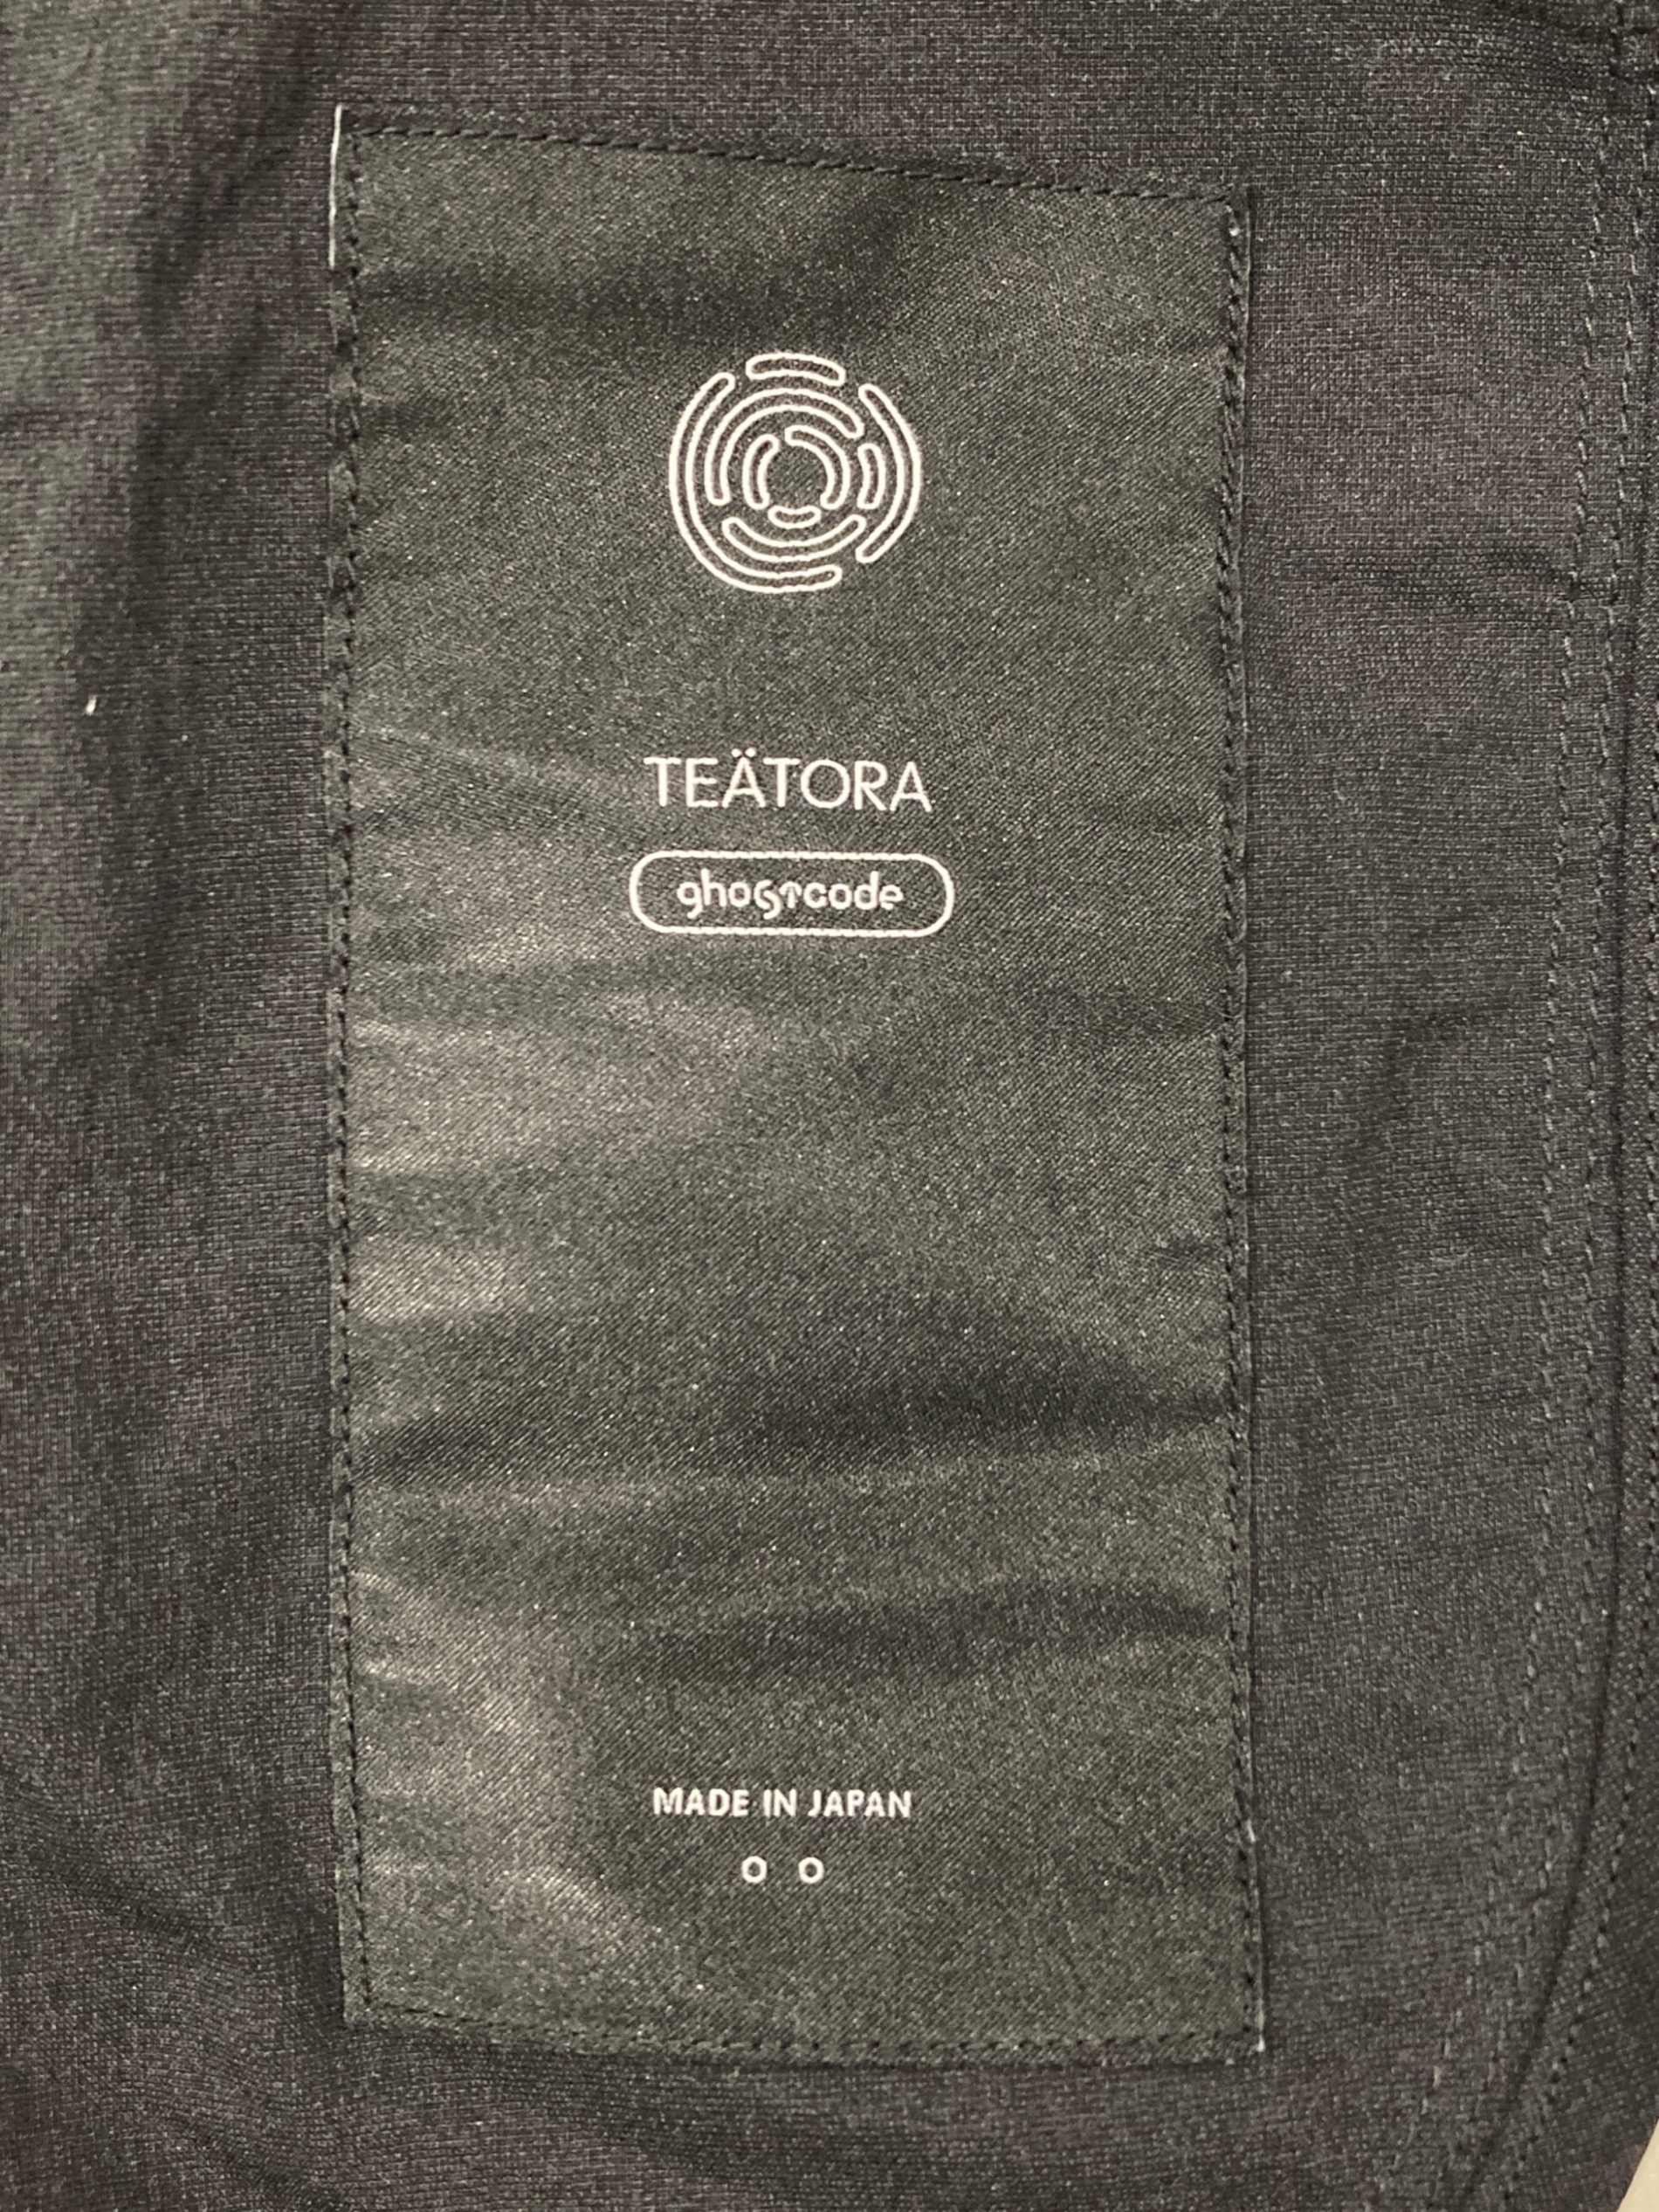 TEÄTORA
ghostcode
MADE IN JAPAN
O O